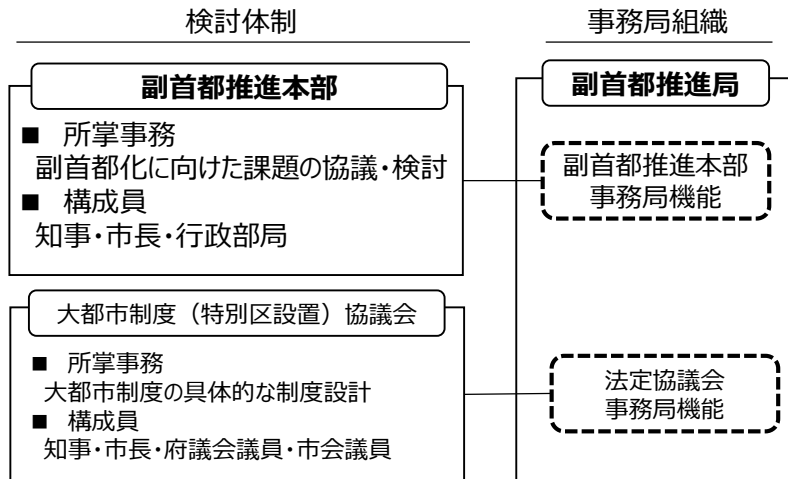 検討体制
事務局組織
副首都推進本部
■ 所掌事務
副首都化に向けた課題の協議・検討
■ 構成員
知事・市長・行政部局
副首都推進局
副首都推進本部
事務局機能
大都市制度（特別区設置）協議会
■ 所掌事務
大都市制度の具体的な制度設計
■ 構成員
知事・市長・府議会議員・市会議員
法定協議会
事務局機能